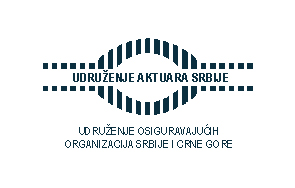 UDRUŽENJE AKTUARA SRBIJE
UDRUŽENJE OSIGURAVAJUĆIH
ORGANIZACIJA SRBIJE I CRNE GORE